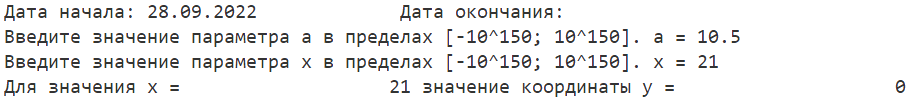 Дата начала: 28.09.2022 Дата окончания:
Введите значение параметра а в пределах [-10^150; 10^150]. а = 10.5
Введите значение параметра х в пределах [-10^150; 10^150]. х = 21
Для значения х = 21 значение координаты у = 0